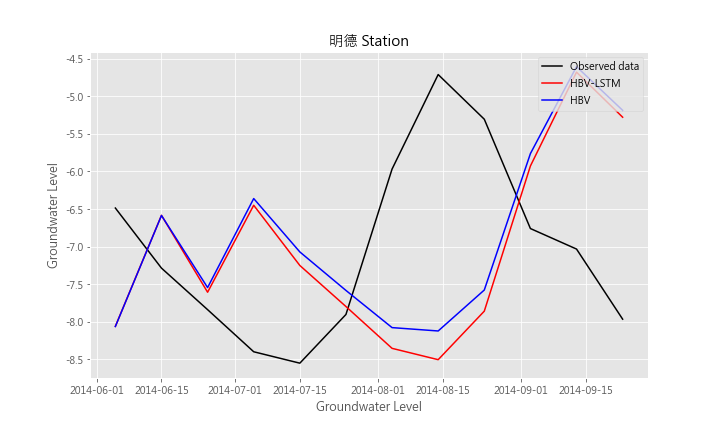 明德 Station
Observed data
HBV-LSTM
HBV
Groundwater Level
-4.5
-5.0
-5.5
-6.0
-6.5
-7.0
-7.5
-8.0
-8.5
2014-06-01 2014-06-15 2014-07-01 2014-07-15 2014-08-01 2014-08-15 2014-09-01 2014-09-15
Groundwater Level